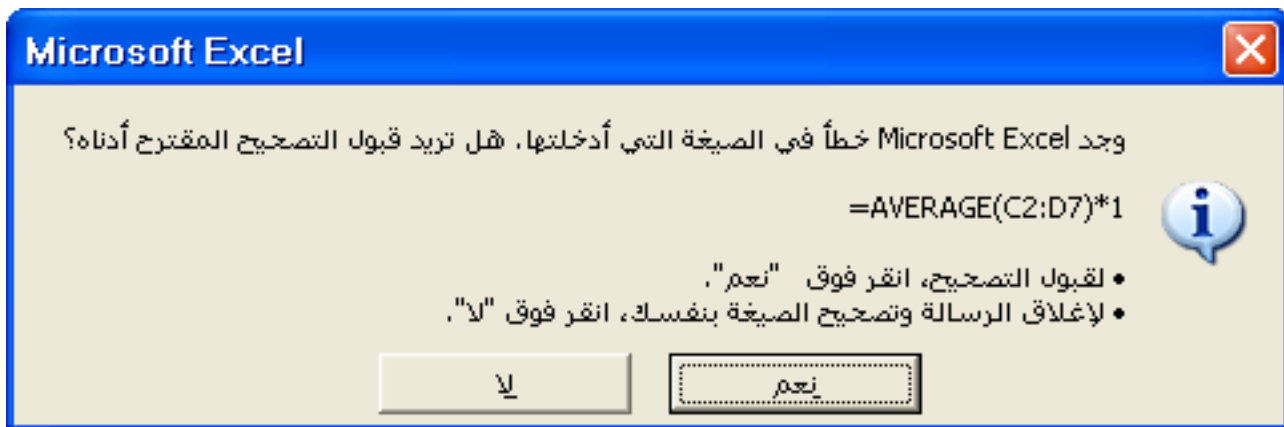 Microsoft Excel
وجد Microsoft Excel خطأً في الصيغة التي أدخلتها. هل تريد قبول التصحيح المقترح أدناه؟
=AVERAGE(C2:D7)*1
• لقبول التصحيح، انقر فوق "نعم".
• لإغلاق الرسالة وتصحيح الصيغة بنفسك، انقر فوق "لا".
نعم
لا